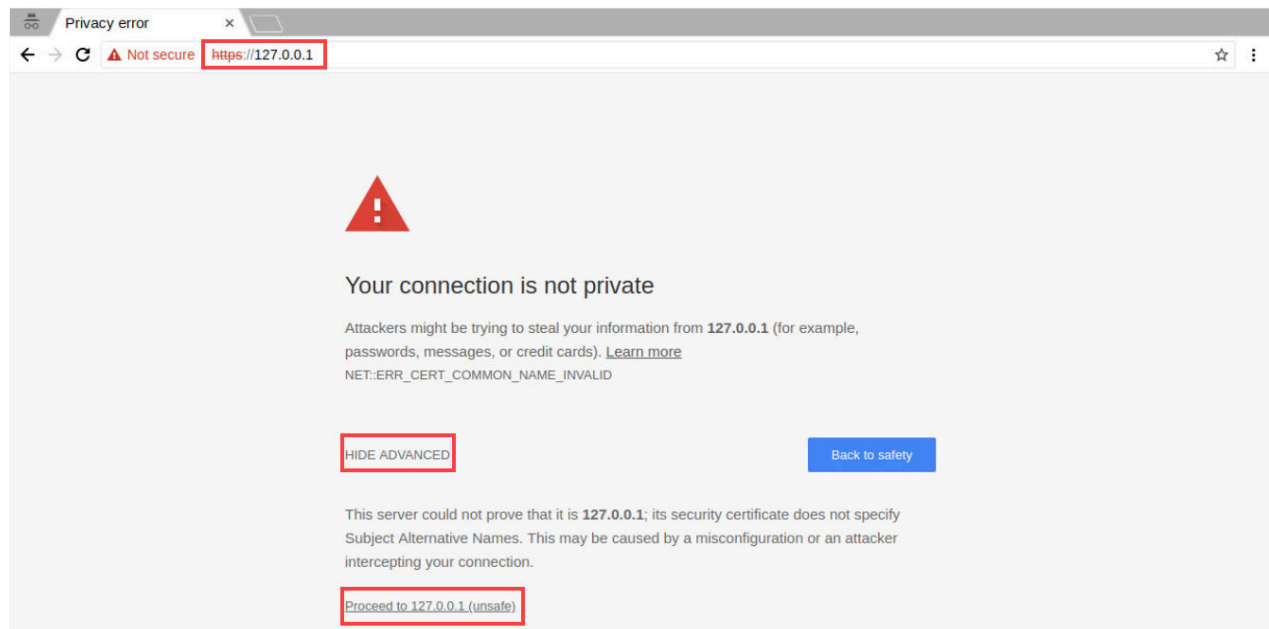 Privacy error
Not secure https://127.0.0.1
Your connection is not private
Attackers might be trying to steal your information from 127.0.0.1 (for example,
passwords, messages, or credit cards). Learn more
NET::ERR_CERT_COMMON_NAME_INVALID
HIDE ADVANCED
Back to safety
This server could not prove that it is 127.0.0.1; its security certificate does not specify
Subject Alternative Names. This may be caused by a misconfiguration or an attacker
intercepting your connection.
Proceed to 127.0.0.1 (unsafe)